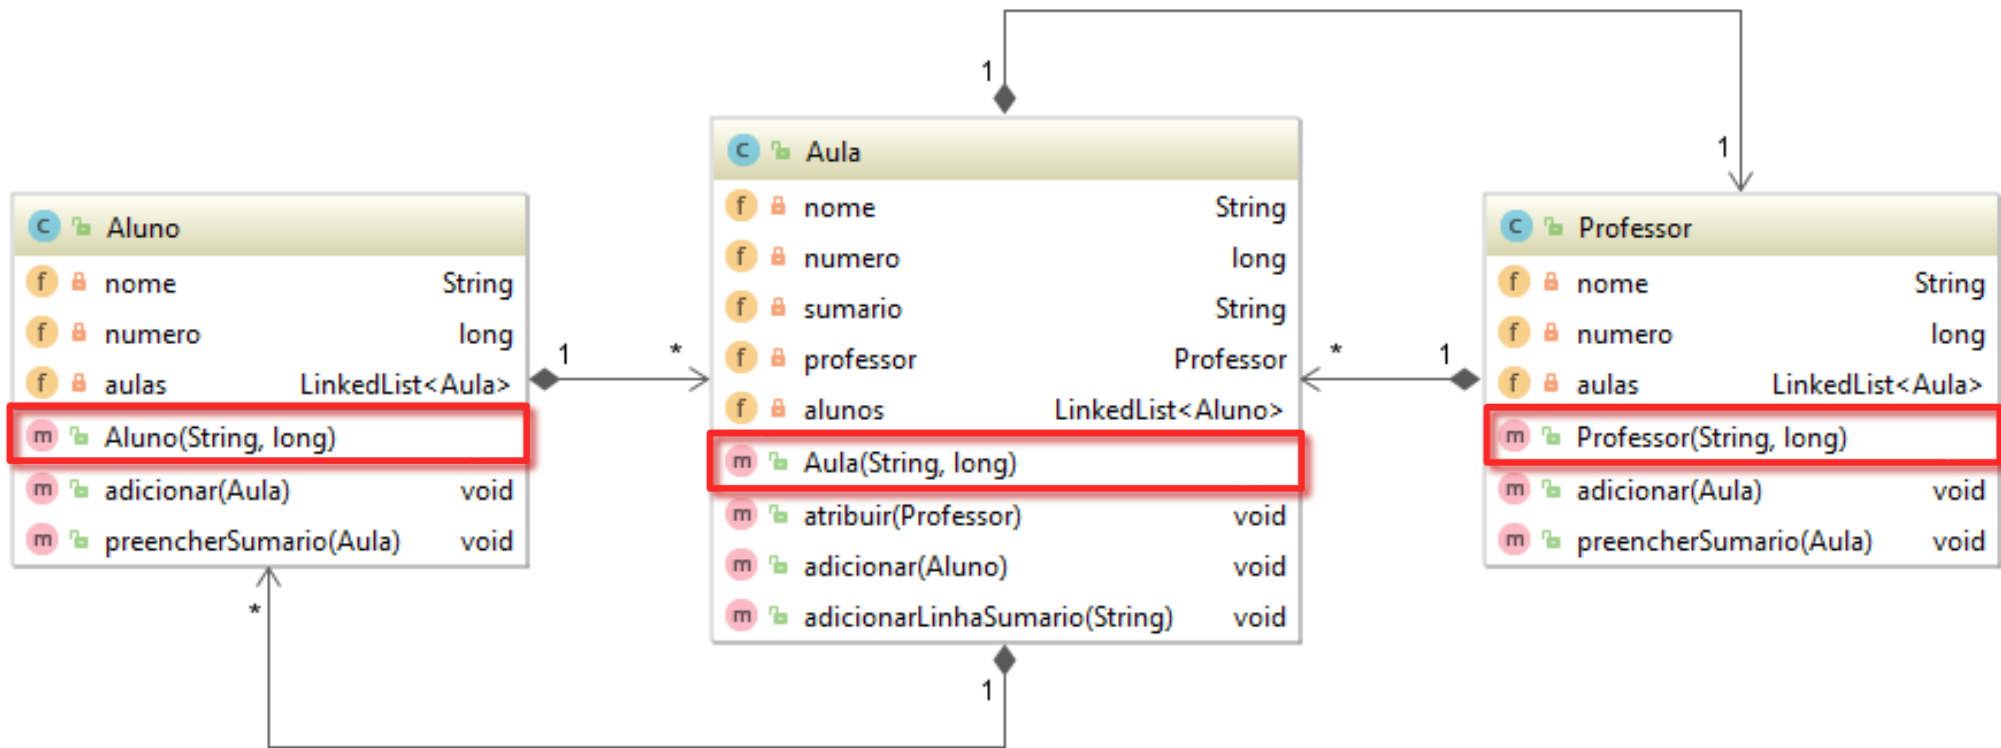 C Aluno
f nome String
f numero long
f aulas LinkedList<Aula>
m Aluno(String, long)
m adicionar(Aula) void
m preencherSumario(Aula) void
1
*
*
C Aula
f nome String
f numero long
f sumario String
f professor Professor
f alunos LinkedList<Aluno>
m Aula(String, long)
m atribuir(Professor) void
m adicionar(Aluno) void
m adicionarLinhaSumario(String) void
1
1
1
*
1
C Professor
f nome String
f numero long
f aulas LinkedList<Aula>
m Professor(String, long)
m adicionar(Aula) void
m preencherSumario(Aula) void